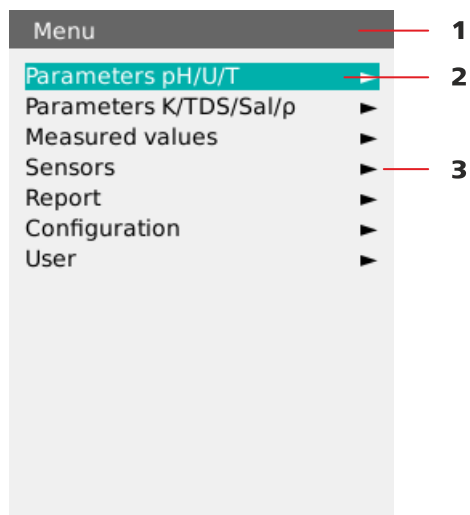 Menu 1
Parameters pH/U/T 2
Parameters K/TDS/Sal/ρ
Measured values
Sensors 3
Report
Configuration
User